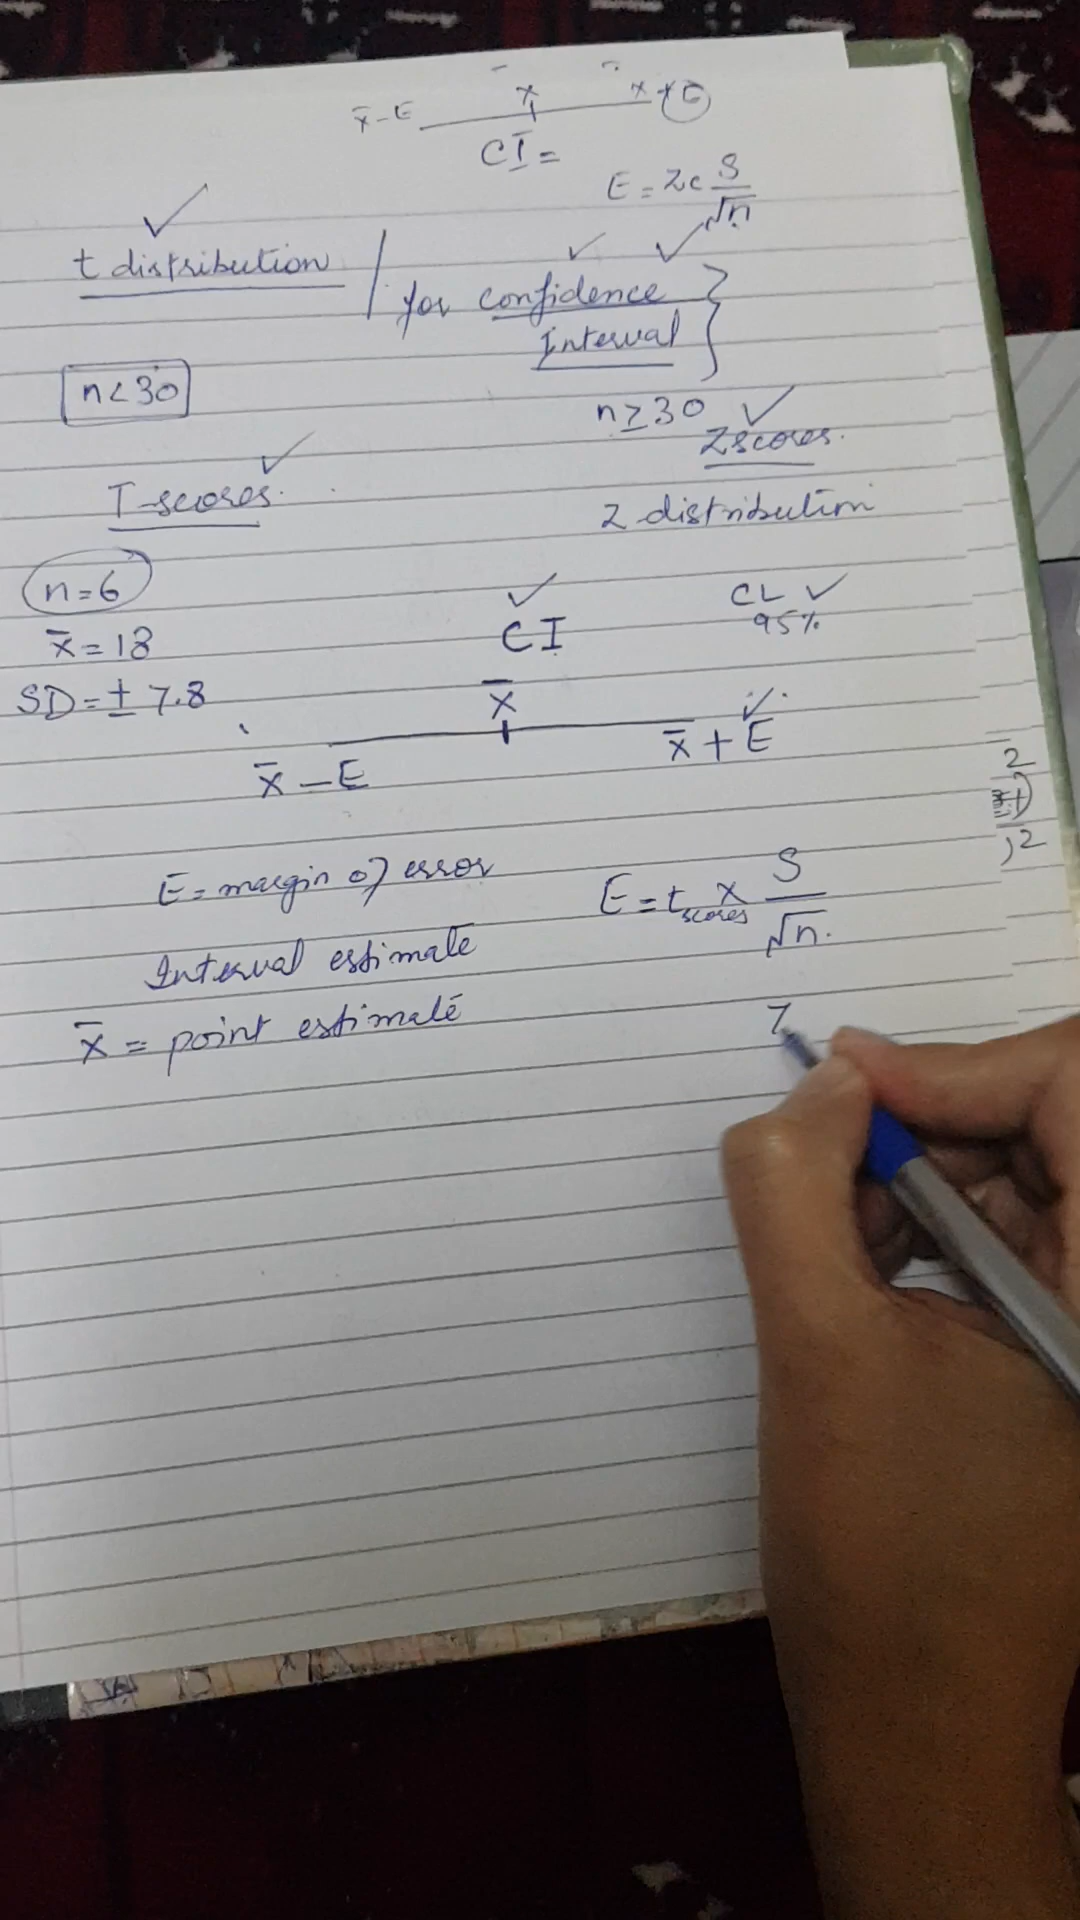 x̄-E x̄ x̄+E
CI =
E = Zc S/√n
t distribution / for confidence Interval }
n<30
n≥30
Z scores.
T-scores.
Z distribution
n=6
CI
CL
95%
x̄=18
SD=± 7.8
x̄
x̄-E
x̄+E
E = margin of error
E = t scores × S/√n.
Interval estimate
x̄ = point estimate
7